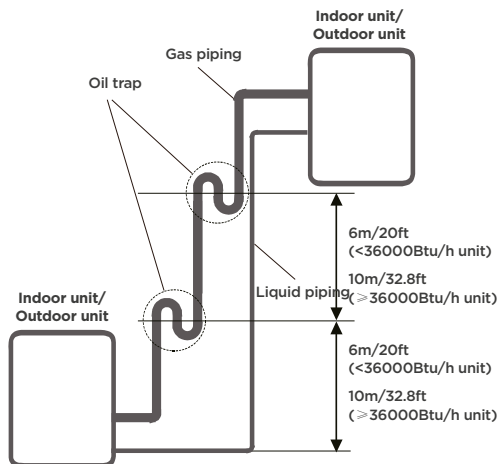 Indoor unit/
Outdoor unit
Gas piping
Oil trap
6m/20ft
(<36000Btu/h unit)
10m/32.8ft
(⩾36000Btu/h unit)
Liquid piping
Indoor unit/
Outdoor unit
6m/20ft
(<36000Btu/h unit)
10m/32.8ft
(⩾36000Btu/h unit)